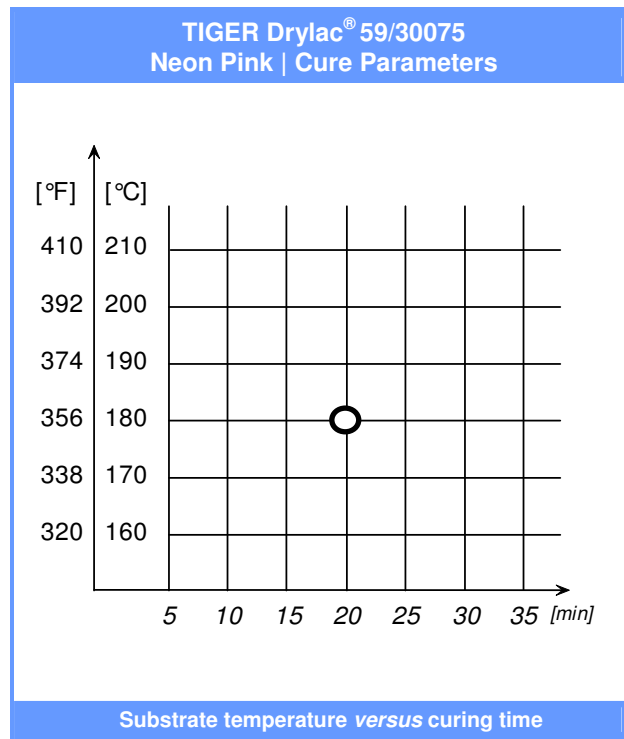 TIGER Drylac® 59/30075
Neon Pink | Cure Parameters
[°F] [°C]
410 210
392 200
374 190
356 180
338 170
320 160
5 10 15 20 25 30 35 [min]
Substrate temperature versus curing time